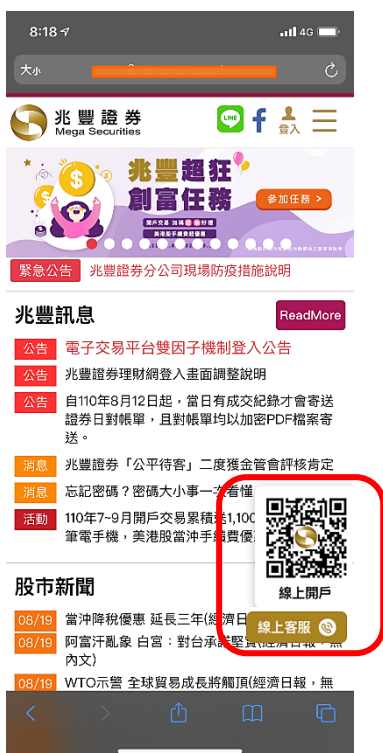 8:18
4G
大小
兆豐證券
Mega Securities
LINE
登入
兆豐超狂
創富任務
參加任務 >
緊急公告 兆豐證券分公司現場防疫措施說明
兆豐訊息
ReadMore
公告 電子交易平台雙因子機制登入公告
公告 兆豐證券理財網登入畫面調整說明
公告 自110年8月12日起，當日有成交紀錄才會寄送
證券日對帳單，且對帳單均以加密PDF檔案寄
送。
消息 兆豐證券「公平待客」二度獲金管會評核肯定
消息 忘記密碼？密碼大小事一次看懂
活動 110年7~9月開戶交易累積送1,100
筆電手機，美港股當沖手續費優
線上開戶
線上客服
股市新聞
08/19 當沖降稅優惠 延長三年(經濟日
08/19 阿富汗亂象 白宮：對台承諾堅實(經濟日報，無
內文)
08/19 WTO示警 全球貿易成長將觸頂(經濟日報，無